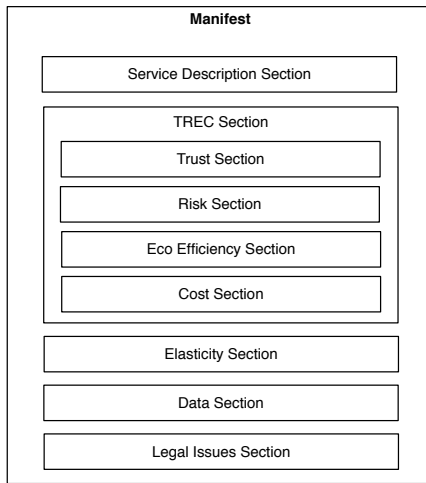 Manifest
Service Description Section
TREC Section
Trust Section
Risk Section
Eco Efficiency Section
Cost Section
Elasticity Section
Data Section
Legal Issues Section